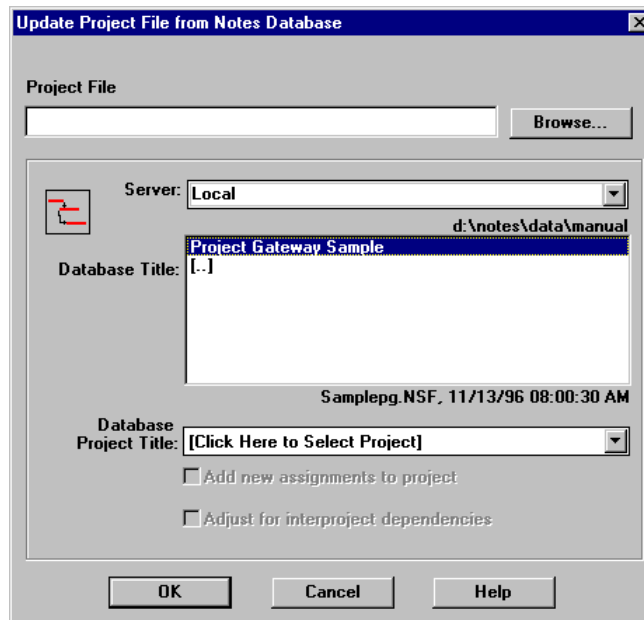 Update Project File from Notes Database
Project File
Browse...
Server:
Local
d:\notes\data\manual
Database Title:
Project Gateway Sample
[..]
Samplepg.NSF, 11/13/96 08:00:30 AM
Database
Project Title:
[Click Here to Select Project]
Add new assignments to project
Adjust for interproject dependencies
OK
Cancel
Help